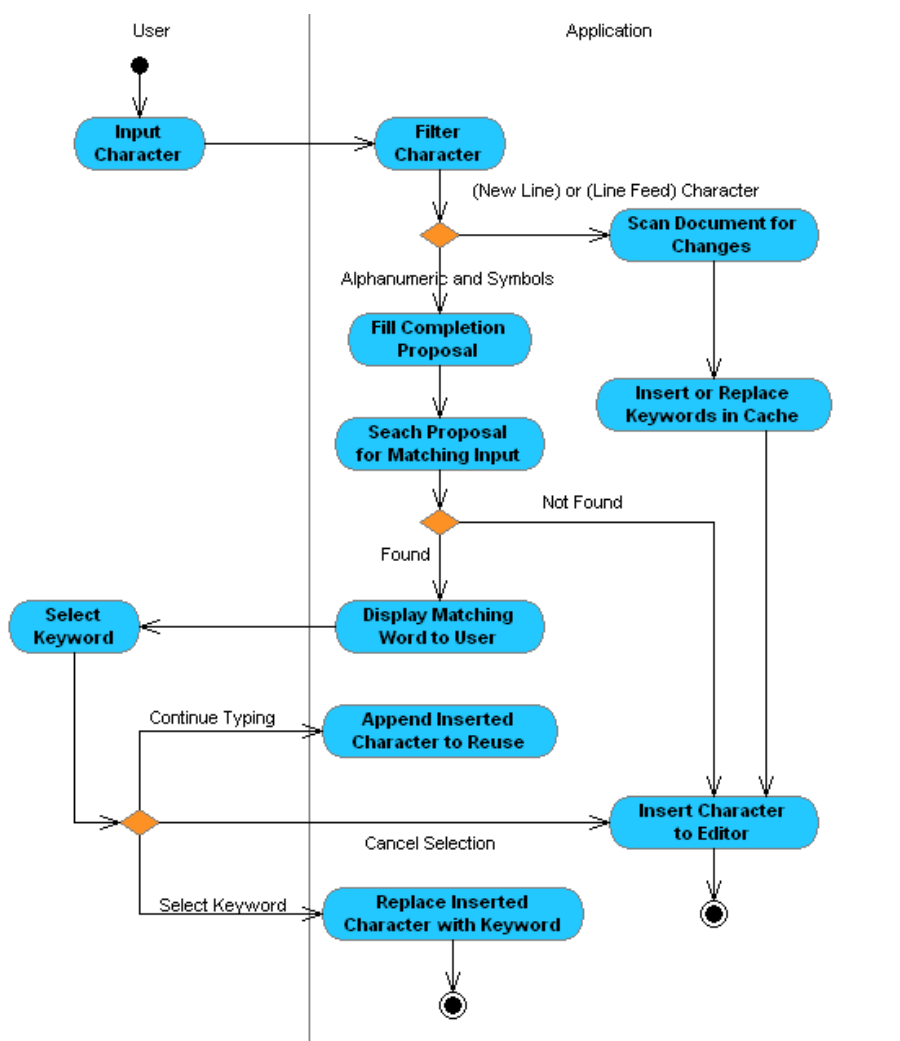 User
Application
Input
Character
Filter
Character
(New Line) or (Line Feed) Character
Scan Document for
Changes
Alphanumeric and Symbols
Fill Completion
Proposal
Insert or Replace
Keywords in Cache
Seach Proposal
for Matching Input
Not Found
Found
Select
Keyword
Display Matching
Word to User
Continue Typing
Append Inserted
Character to Reuse
Insert Character
to Editor
Cancel Selection
Select Keyword
Replace Inserted
Character with Keyword